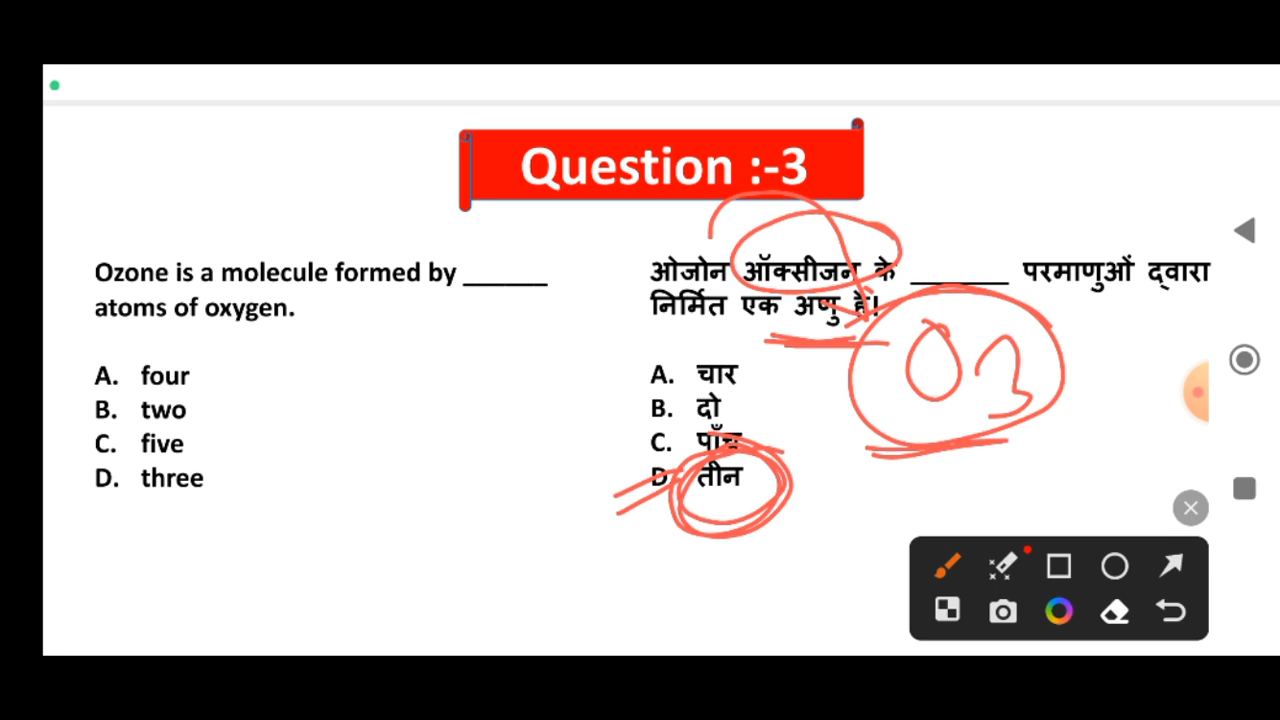 Question :-3
Ozone is a molecule formed by ______
atoms of oxygen.
A. four
B. two
C. five
D. three
ओजोन ऑक्सीजन के _______ परमाणुओं द्वारा
निर्मित एक अणु है!
A. चार
B. दो
C. पाँच
D. तीन
O3